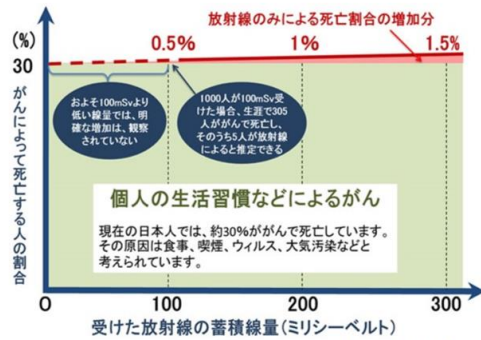 放射線のみによる死亡割合の増加分
(%)
0.5%
1%
1.5%
30
がんによって死亡する人の割合
およそ100mSvより
低い線量では、明
確な増加は、観察
されていない
1000人が100mSv受
けた場合、生涯で305
人ががんで死亡し、
そのうち5人が放射線
によると推定できる
個人の生活習慣などによるがん
現在の日本人では、約30%ががんで死亡しています。
その原因は食事、喫煙、ウィルス、大気汚染などと
考えられています。
O
100
200
300
受けた放射線の蓄積線量(ミリシーベルト)